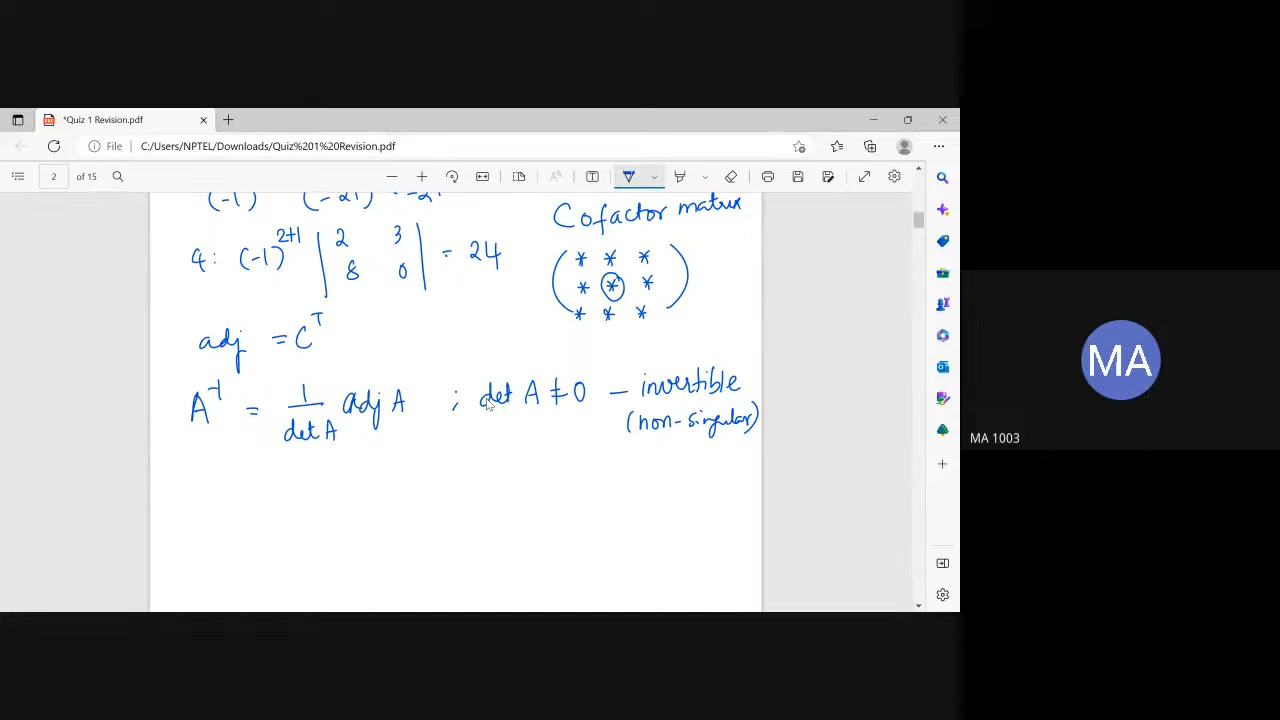 *Quiz 1 Revision.pdf
File C:/Users/NPTEL/Downloads/Quiz%201%20Revision.pdf
2 of 15
(-1) (-21)
Cofactor matrix
4: (-1)^{2+1} | 2 3 | = 24
8 0
( * * *
* * *
* * * )
adj = C^T
A^{-1} = 1/det A adj A ; det A ≠ 0 – invertible
(non-singular)
MA
MA 1003